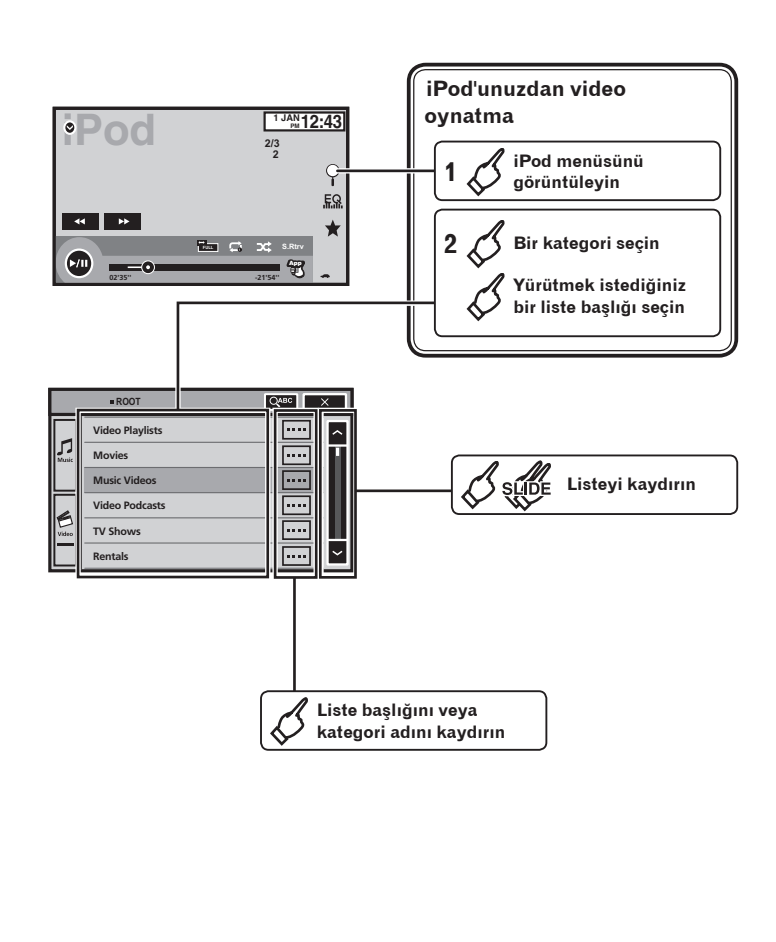 iPod'unuzdan video
oynatma
1
iPod menüsünü
görüntüleyin
2
Bir kategori seçin
Yürütmek istediğiniz
bir liste başlığı seçin
iPod
1 JAN
PM 12:43
2/3
2
EQ
FULL
S.Rtrv
App
02'35"
-21'54"
ROOT
ABC
Music
Video
Video Playlists
Movies
Music Videos
Video Podcasts
TV Shows
Rentals
SLIDE
Listeyi kaydırın
Liste başlığını veya
kategori adını kaydırın